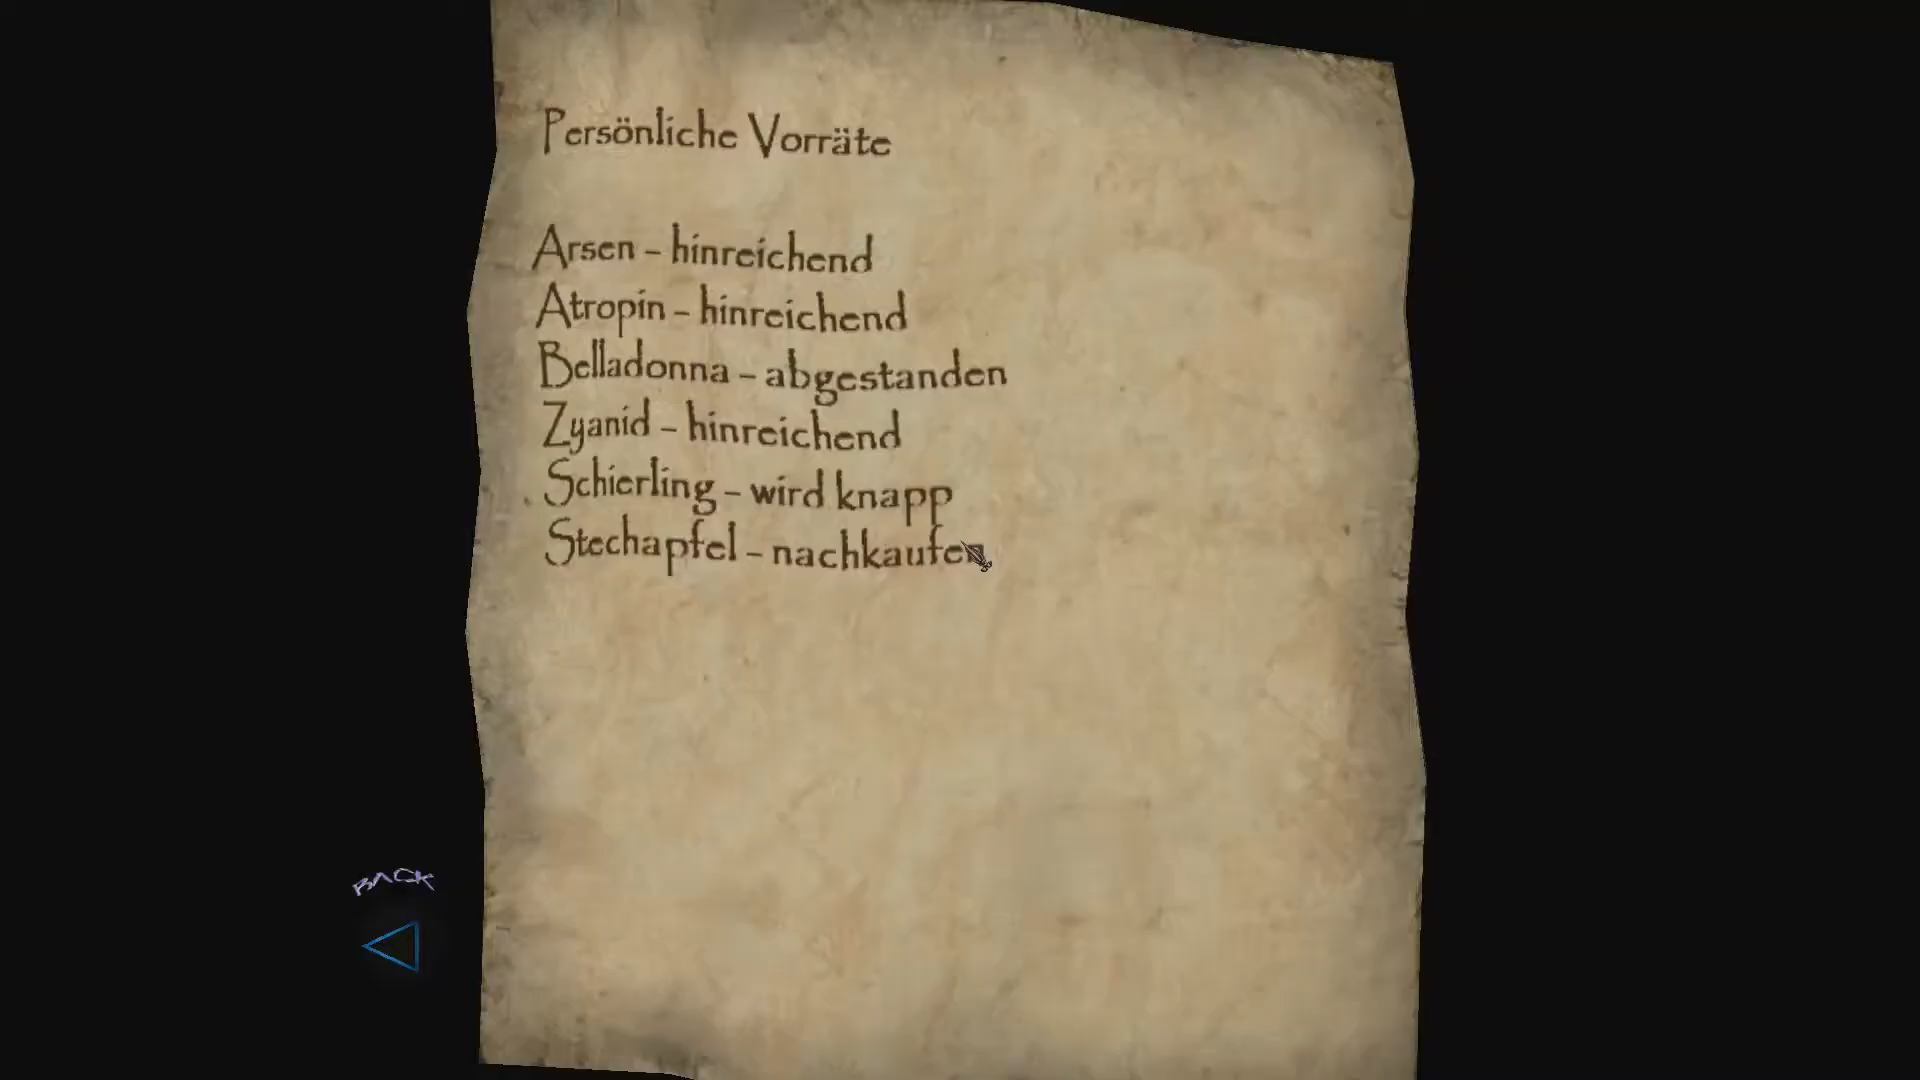 Persönliche Vorräte
Arsen - hinreichend
Atropin - hinreichend
Belladonna - abgestanden
Zyanid - hinreichend
Schierling - wird knapp
Stechapfel - nachkaufen
BACK